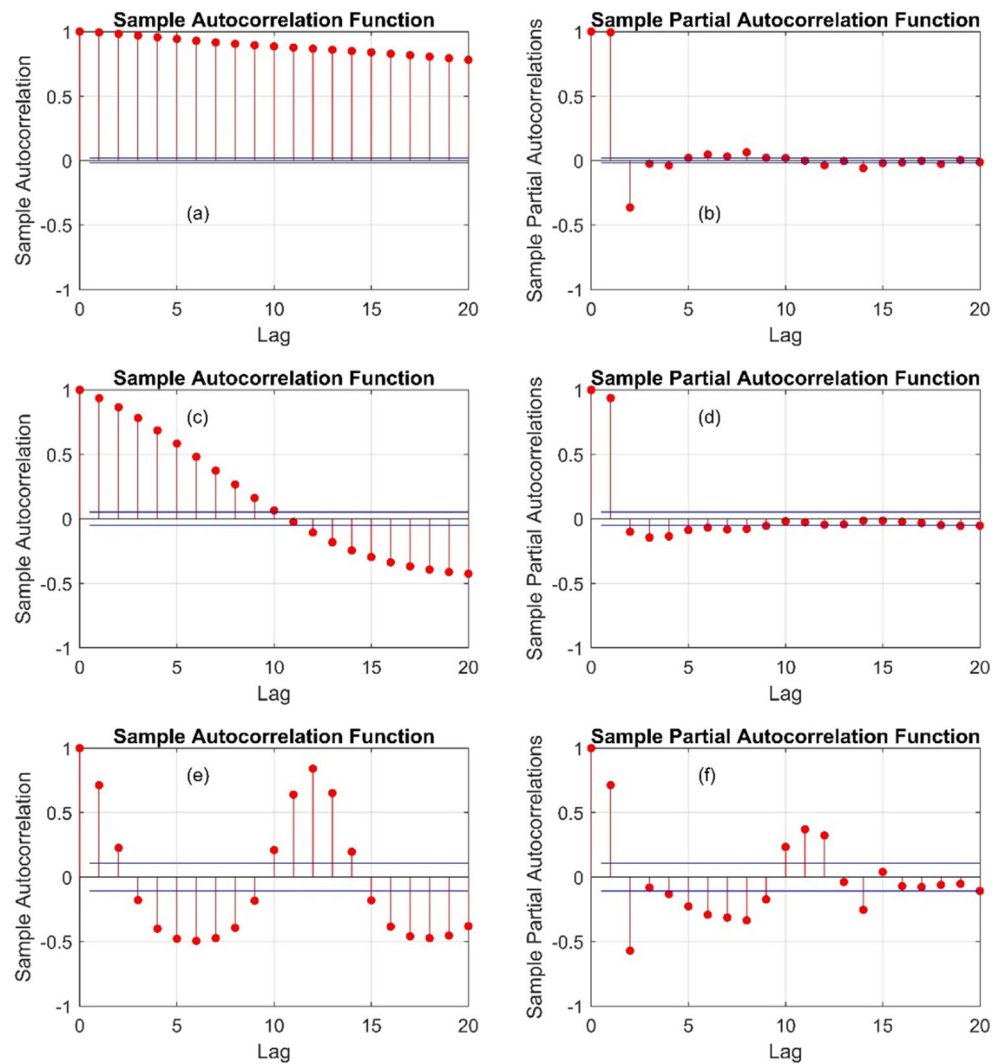 Sample Autocorrelation Function
Sample Autocorrelation
1
0.5
0
-0.5
-1
(a)
0 5 10 15 20
Lag
Sample Partial Autocorrelation Function
Sample Partial Autocorrelations
1
0.5
0
-0.5
-1
(b)
0 5 10 15 20
Lag
Sample Autocorrelation Function
Sample Autocorrelation
1
0.5
0
-0.5
-1
(c)
0 5 10 15 20
Lag
Sample Partial Autocorrelation Function
Sample Partial Autocorrelations
1
0.5
0
-0.5
-1
(d)
0 5 10 15 20
Lag
Sample Autocorrelation Function
Sample Autocorrelation
1
0.5
0
-0.5
-1
(e)
0 5 10 15 20
Lag
Sample Partial Autocorrelation Function
Sample Partial Autocorrelations
1
0.5
0
-0.5
-1
(f)
0 5 10 15 20
Lag